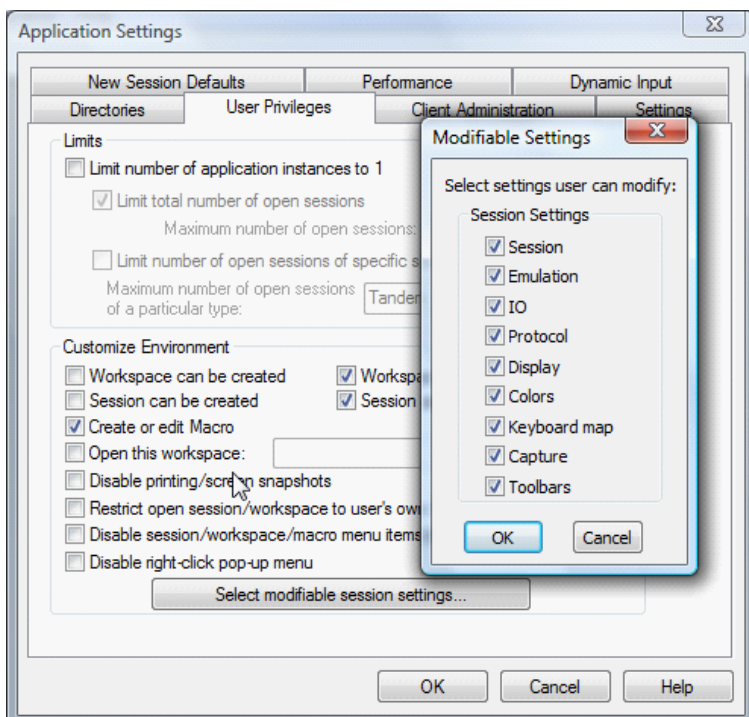 Application Settings
New Session Defaults Performance Dynamic Input
Directories User Privileges Client Administration Settings
Limits
Limit number of application instances to 1
Limit total number of open sessions
Maximum number of open sessions:
Limit number of open sessions of specific
Maximum number of open sessions
of a particular type:
Customize Environment
Workspace can be created
Session can be created Session
Create or edit Macro
Open this workspace:
Disable printing/screen snapshots
Restrict open session/workspace to user's
Disable session/workspace/macro menu items
Disable right-click pop-up menu
Select modifiable session settings...
OK Cancel Help
Modifiable Settings
Select settings user can modify:
Session Settings
Session
Emulation
IO
Protocol
Display
Colors
Keyboard map
Capture
Toolbars
OK Cancel